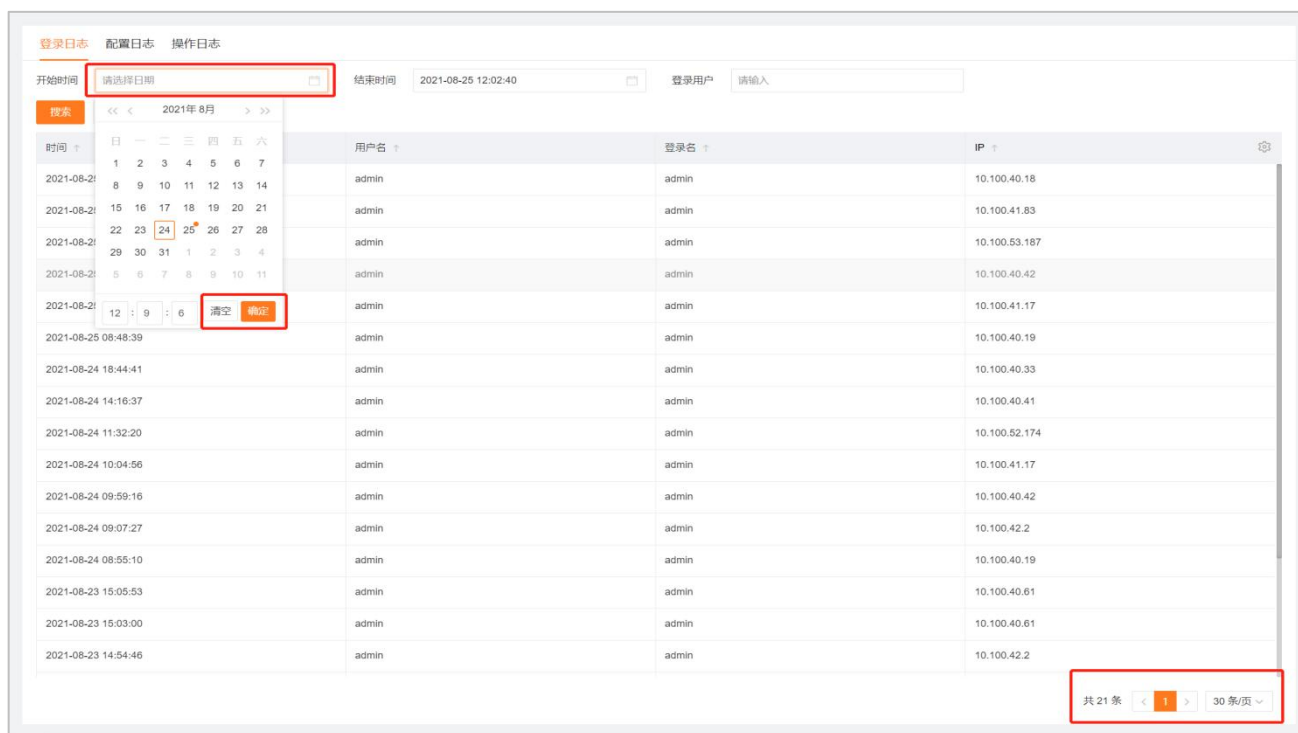 登录日志 配置日志 操作日志
开始时间 请选择日期 结束时间 2021-08-25 12:02:40 登录用户 请输入
搜索 << < 2021年 8月 > >>
日 一 二 三 四 五 六
时间 用户名 登录名 IP
1 2 3 4 5 6 7
2021-08-25 admin admin 10.100.40.18
8 9 10 11 12 13 14
2021-08-25 admin admin 10.100.41.83
15 16 17 18 19 20 21
22 23 24 25 26 27 28
2021-08-25 admin admin 10.100.53.187
29 30 31 1 2 3 4
2021-08-25 admin admin 10.100.40.42
5 6 7 8 9 10 11
2021-08-25 admin admin 10.100.41.17
12 : 9 : 6 清空 确定
2021-08-25 08:48:39 admin admin 10.100.40.19
2021-08-24 18:44:41 admin admin 10.100.40.33
2021-08-24 14:16:37 admin admin 10.100.40.41
2021-08-24 11:32:20 admin admin 10.100.52.174
2021-08-24 10:04:56 admin admin 10.100.41.17
2021-08-24 09:59:16 admin admin 10.100.40.42
2021-08-24 09:07:27 admin admin 10.100.42.2
2021-08-24 08:55:10 admin admin 10.100.40.19
2021-08-23 15:05:53 admin admin 10.100.40.61
2021-08-23 15:03:00 admin admin 10.100.40.61
2021-08-23 14:54:46 admin admin 10.100.42.2
共 21 条 < 1 > 30 条/页